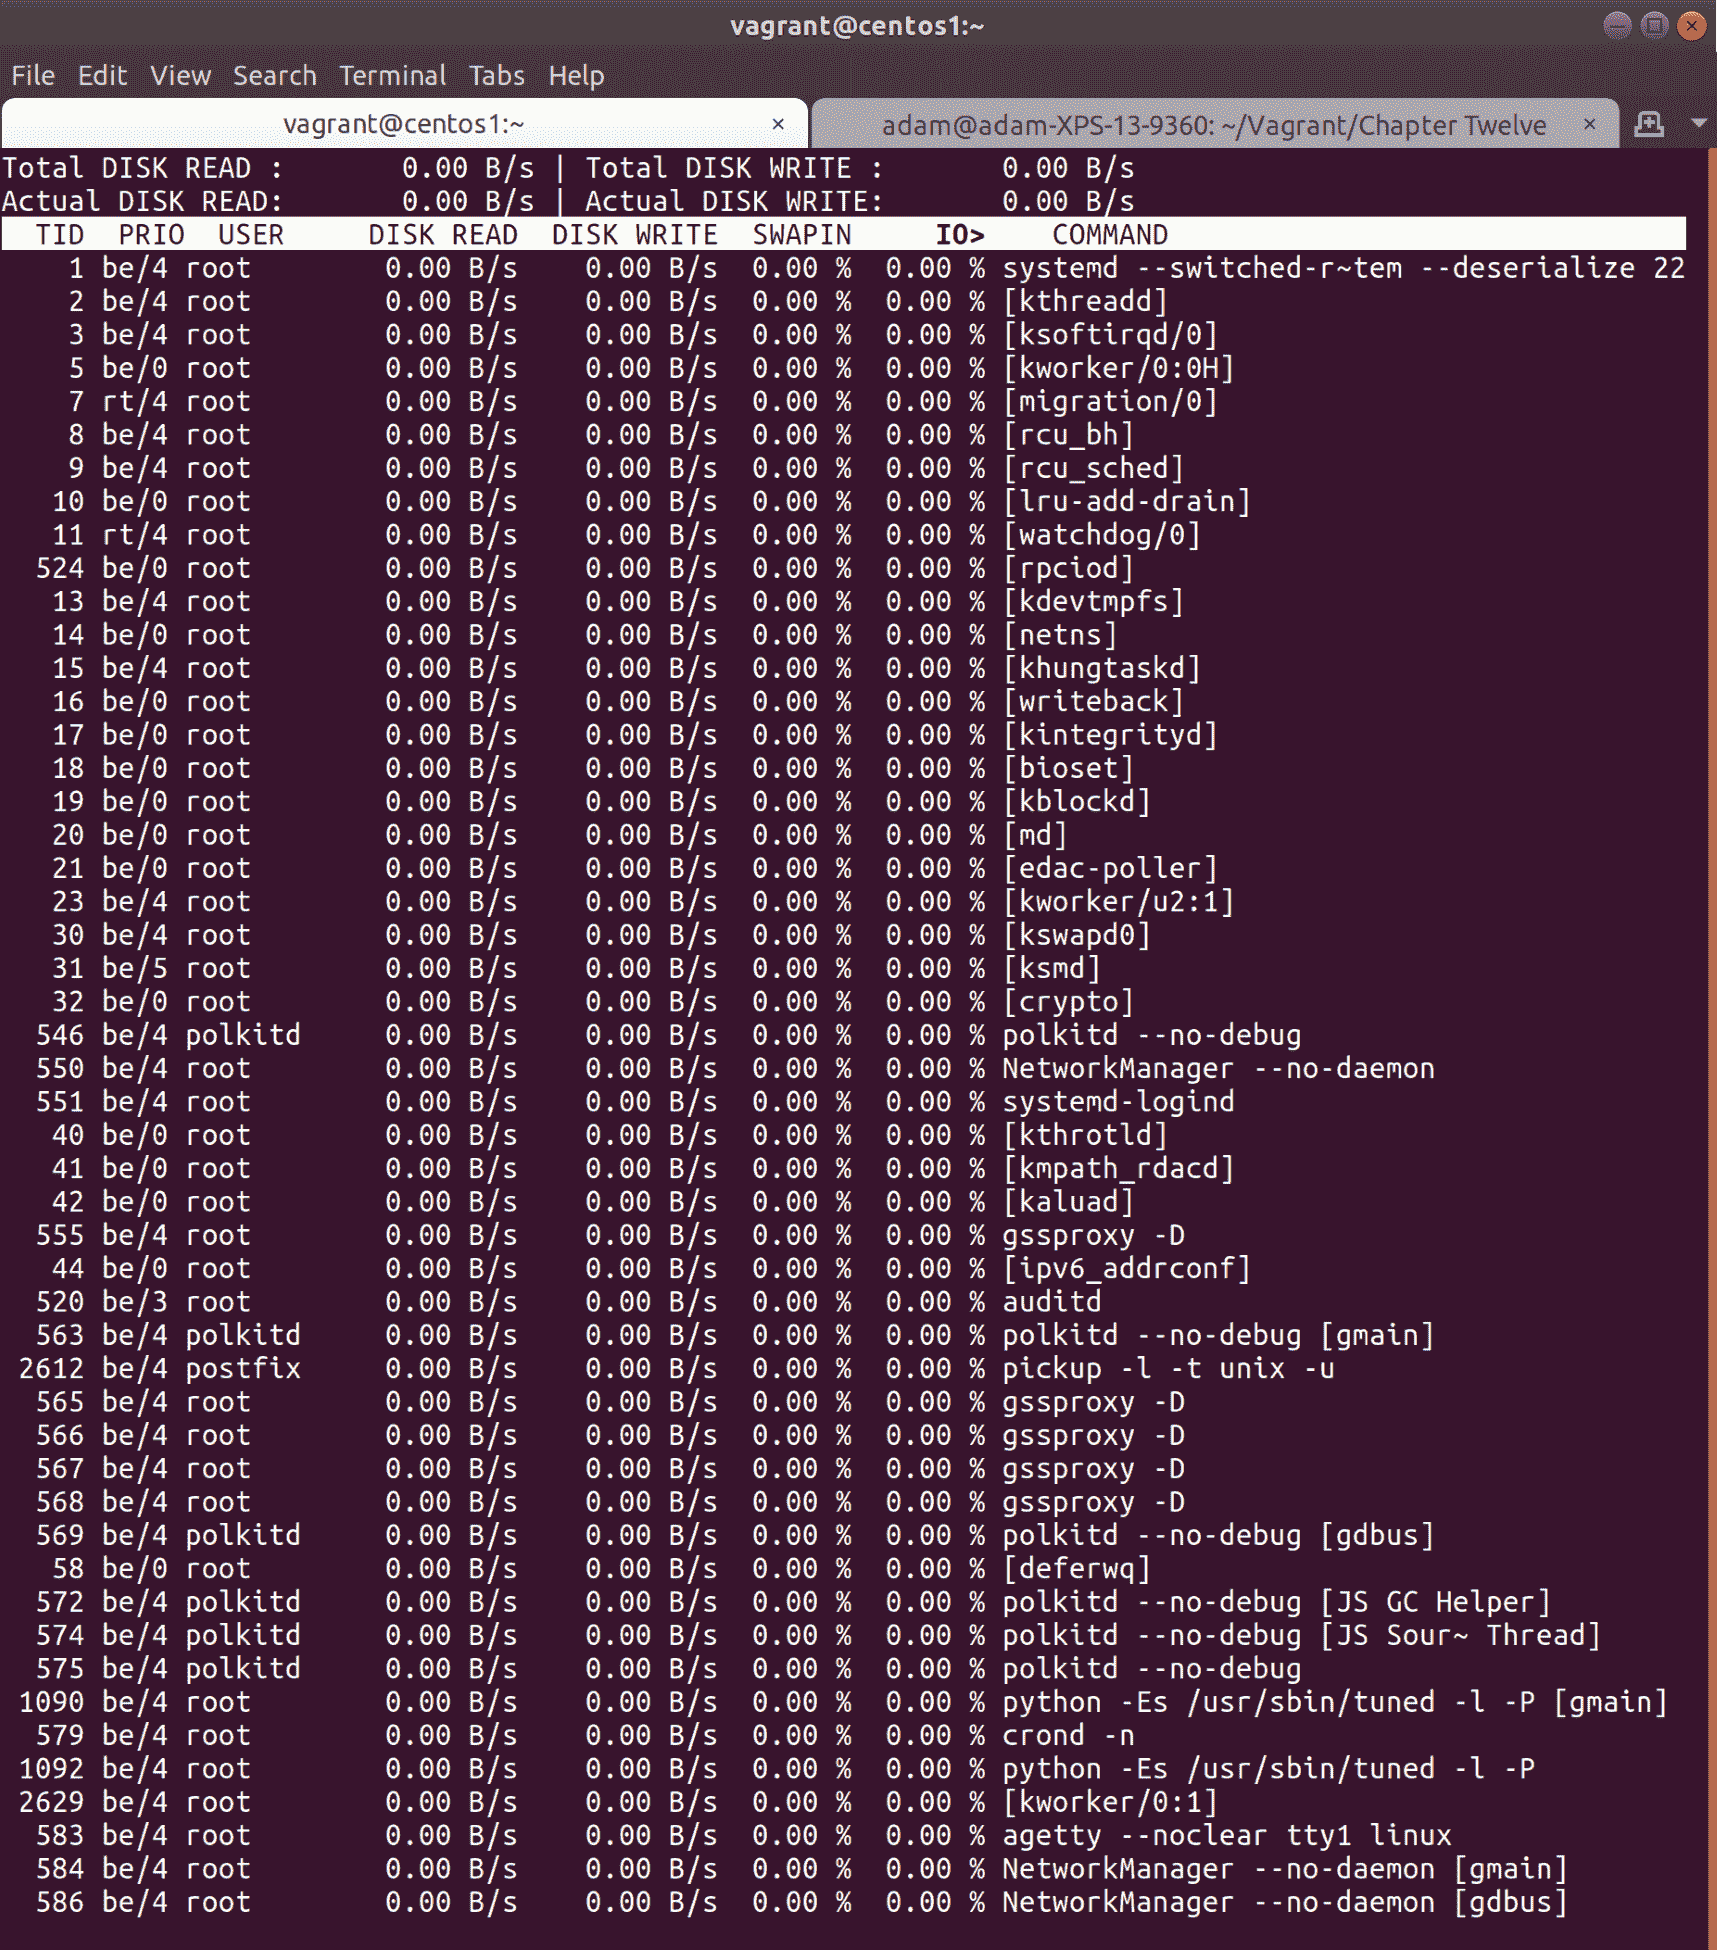 vagrant@centos1:~
File Edit View Search Terminal Tabs Help
vagrant@centos1:~ × adam@adam-XPS-13-9360: ~/Vagrant/Chapter Twelve ×
Total DISK READ :       0.00 B/s | Total DISK WRITE :       0.00 B/s
Actual DISK READ:       0.00 B/s | Actual DISK WRITE:       0.00 B/s
  TID  PRIO  USER     DISK READ  DISK WRITE  SWAPIN     IO>    COMMAND
    1 be/4 root        0.00 B/s    0.00 B/s  0.00 %  0.00 % systemd --switched-r~tem --deserialize 22
    2 be/4 root        0.00 B/s    0.00 B/s  0.00 %  0.00 % [kthreadd]
    3 be/4 root        0.00 B/s    0.00 B/s  0.00 %  0.00 % [ksoftirqd/0]
    5 be/0 root        0.00 B/s    0.00 B/s  0.00 %  0.00 % [kworker/0:0H]
    7 rt/4 root        0.00 B/s    0.00 B/s  0.00 %  0.00 % [migration/0]
    8 be/4 root        0.00 B/s    0.00 B/s  0.00 %  0.00 % [rcu_bh]
    9 be/4 root        0.00 B/s    0.00 B/s  0.00 %  0.00 % [rcu_sched]
   10 be/0 root        0.00 B/s    0.00 B/s  0.00 %  0.00 % [lru-add-drain]
   11 rt/4 root        0.00 B/s    0.00 B/s  0.00 %  0.00 % [watchdog/0]
  524 be/0 root        0.00 B/s    0.00 B/s  0.00 %  0.00 % [rpciod]
   13 be/4 root        0.00 B/s    0.00 B/s  0.00 %  0.00 % [kdevtmpfs]
   14 be/0 root        0.00 B/s    0.00 B/s  0.00 %  0.00 % [netns]
   15 be/4 root        0.00 B/s    0.00 B/s  0.00 %  0.00 % [khungtaskd]
   16 be/0 root        0.00 B/s    0.00 B/s  0.00 %  0.00 % [writeback]
   17 be/0 root        0.00 B/s    0.00 B/s  0.00 %  0.00 % [kintegrityd]
   18 be/0 root        0.00 B/s    0.00 B/s  0.00 %  0.00 % [bioset]
   19 be/0 root        0.00 B/s    0.00 B/s  0.00 %  0.00 % [kblockd]
   20 be/0 root        0.00 B/s    0.00 B/s  0.00 %  0.00 % [md]
   21 be/0 root        0.00 B/s    0.00 B/s  0.00 %  0.00 % [edac-poller]
   23 be/4 root        0.00 B/s    0.00 B/s  0.00 %  0.00 % [kworker/u2:1]
   30 be/4 root        0.00 B/s    0.00 B/s  0.00 %  0.00 % [kswapd0]
   31 be/5 root        0.00 B/s    0.00 B/s  0.00 %  0.00 % [ksmd]
   32 be/0 root        0.00 B/s    0.00 B/s  0.00 %  0.00 % [crypto]
  546 be/4 polkitd     0.00 B/s    0.00 B/s  0.00 %  0.00 % polkitd --no-debug
  550 be/4 root        0.00 B/s    0.00 B/s  0.00 %  0.00 % NetworkManager --no-daemon
  551 be/4 root        0.00 B/s    0.00 B/s  0.00 %  0.00 % systemd-logind
   40 be/0 root        0.00 B/s    0.00 B/s  0.00 %  0.00 % [kthrotld]
   41 be/0 root        0.00 B/s    0.00 B/s  0.00 %  0.00 % [kmpath_rdacd]
   42 be/0 root        0.00 B/s    0.00 B/s  0.00 %  0.00 % [kaluad]
  555 be/4 root        0.00 B/s    0.00 B/s  0.00 %  0.00 % gssproxy -D
   44 be/0 root        0.00 B/s    0.00 B/s  0.00 %  0.00 % [ipv6_addrconf]
  520 be/3 root        0.00 B/s    0.00 B/s  0.00 %  0.00 % auditd
  563 be/4 polkitd     0.00 B/s    0.00 B/s  0.00 %  0.00 % polkitd --no-debug [gmain]
 2612 be/4 postfix     0.00 B/s    0.00 B/s  0.00 %  0.00 % pickup -l -t unix -u
  565 be/4 root        0.00 B/s    0.00 B/s  0.00 %  0.00 % gssproxy -D
  566 be/4 root        0.00 B/s    0.00 B/s  0.00 %  0.00 % gssproxy -D
  567 be/4 root        0.00 B/s    0.00 B/s  0.00 %  0.00 % gssproxy -D
  568 be/4 root        0.00 B/s    0.00 B/s  0.00 %  0.00 % gssproxy -D
  569 be/4 polkitd     0.00 B/s    0.00 B/s  0.00 %  0.00 % polkitd --no-debug [gdbus]
   58 be/0 root        0.00 B/s    0.00 B/s  0.00 %  0.00 % [deferwq]
  572 be/4 polkitd     0.00 B/s    0.00 B/s  0.00 %  0.00 % polkitd --no-debug [JS GC Helper]
  574 be/4 polkitd     0.00 B/s    0.00 B/s  0.00 %  0.00 % polkitd --no-debug [JS Sour~ Thread]
  575 be/4 polkitd     0.00 B/s    0.00 B/s  0.00 %  0.00 % polkitd --no-debug
 1090 be/4 root        0.00 B/s    0.00 B/s  0.00 %  0.00 % python -Es /usr/sbin/tuned -l -P [gmain]
  579 be/4 root        0.00 B/s    0.00 B/s  0.00 %  0.00 % crond -n
 1092 be/4 root        0.00 B/s    0.00 B/s  0.00 %  0.00 % python -Es /usr/sbin/tuned -l -P
 2629 be/4 root        0.00 B/s    0.00 B/s  0.00 %  0.00 % [kworker/0:1]
  583 be/4 root        0.00 B/s    0.00 B/s  0.00 %  0.00 % agetty --noclear tty1 linux
  584 be/4 root        0.00 B/s    0.00 B/s  0.00 %  0.00 % NetworkManager --no-daemon [gmain]
  586 be/4 root        0.00 B/s    0.00 B/s  0.00 %  0.00 % NetworkManager --no-daemon [gdbus]